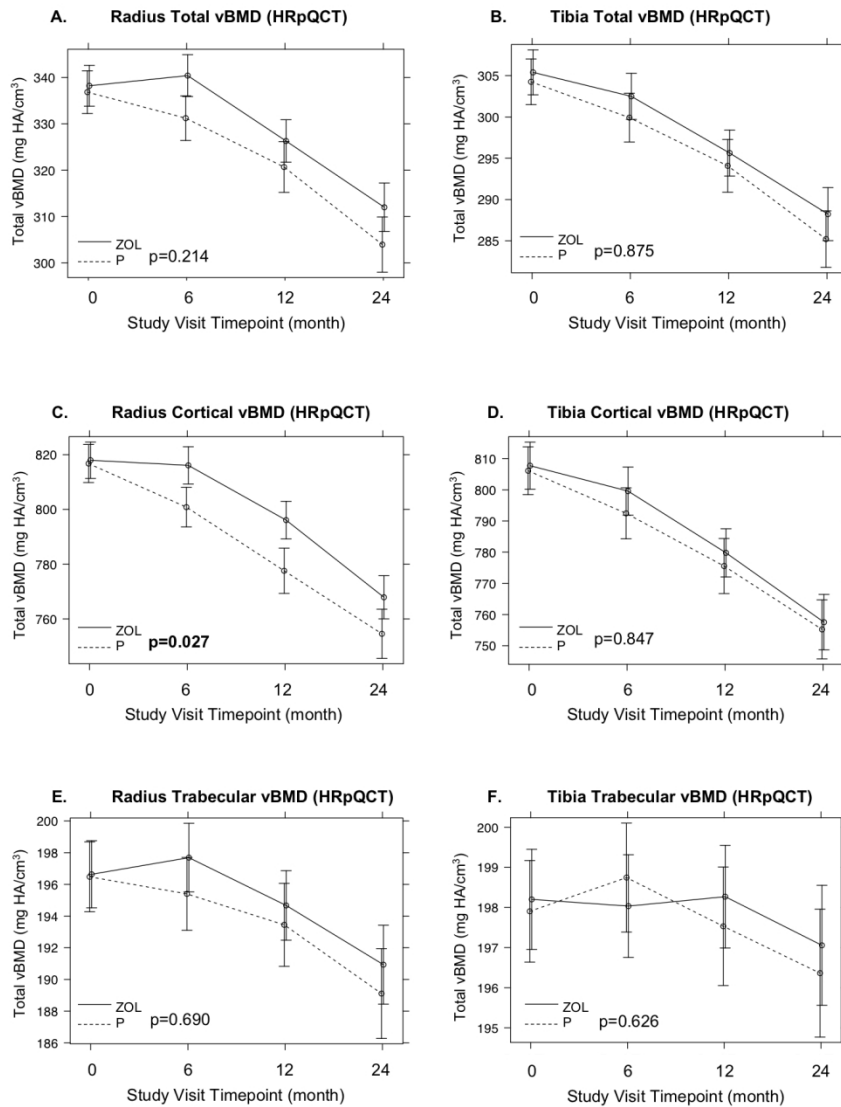 A. Radius Total vBMD (HRpQCT)
Total vBMD (mg HA/cm³)
340
330
320
310
300
ZOL
P p=0.214
0 6 12 24
Study Visit Timepoint (month)
B. Tibia Total vBMD (HRpQCT)
Total vBMD (mg HA/cm³)
305
300
295
290
285
ZOL
P p=0.875
0 6 12 24
Study Visit Timepoint (month)
C. Radius Cortical vBMD (HRpQCT)
Total vBMD (mg HA/cm³)
820
800
780
760
ZOL
P p=0.027
0 6 12 24
Study Visit Timepoint (month)
D. Tibia Cortical vBMD (HRpQCT)
Total vBMD (mg HA/cm³)
810
800
790
780
770
760
750
ZOL
P p=0.847
0 6 12 24
Study Visit Timepoint (month)
E. Radius Trabecular vBMD (HRpQCT)
Total vBMD (mg HA/cm³)
200
198
196
194
192
190
188
186
ZOL
P p=0.690
0 6 12 24
Study Visit Timepoint (month)
F. Tibia Trabecular vBMD (HRpQCT)
Total vBMD (mg HA/cm³)
200
199
198
197
196
195
ZOL
P p=0.626
0 6 12 24
Study Visit Timepoint (month)